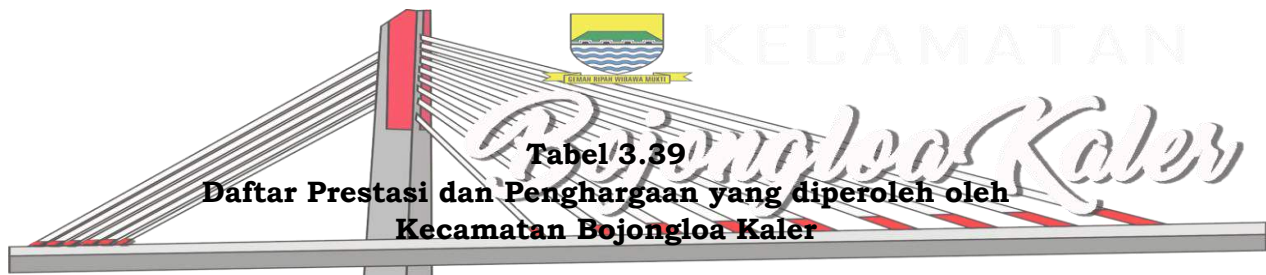 KECAMATAN
GEMAH RIPAH WIBAWA MUKTI
Bojongloa Kaler
Tabel 3.39
Daftar Prestasi dan Penghargaan yang diperoleh oleh
Kecamatan Bojongloa Kaler